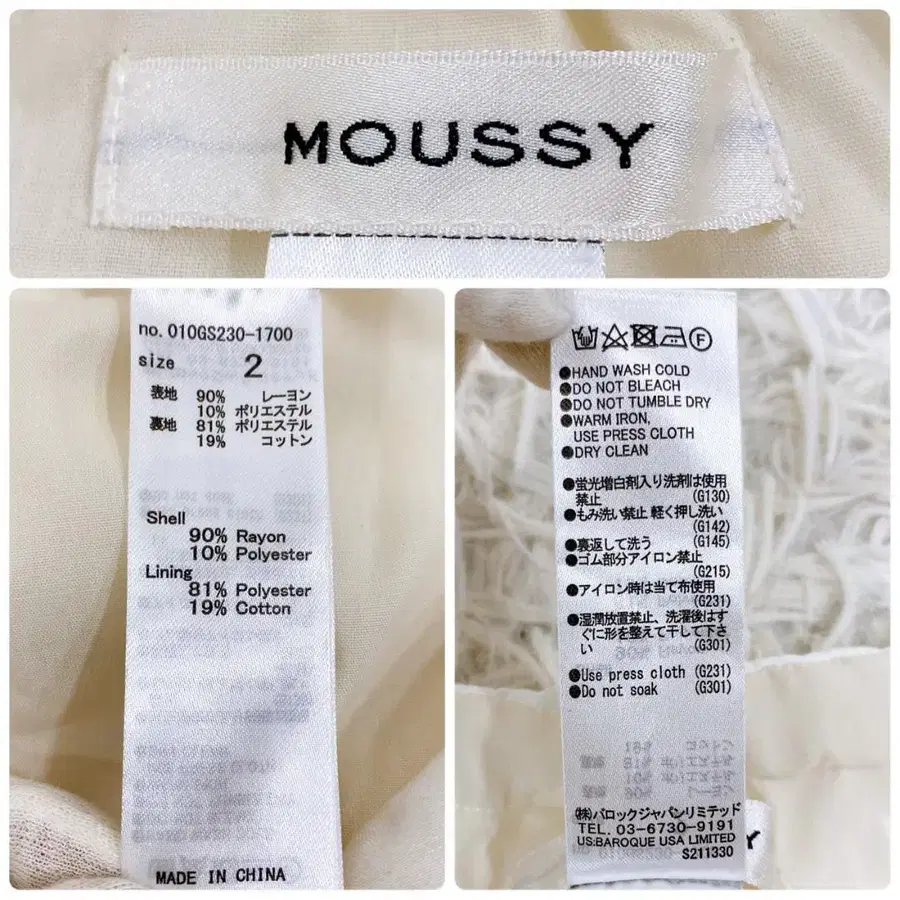 MOUSSY
no. 010GS230-1700
size 2
表地 90% レーヨン
10% ポリエステル
裏地 81% ポリエステル
19% コットン
Shell
90% Rayon
10% Polyester
Lining
81% Polyester
19% Cotton
MADE IN CHINA
F
●HAND WASH COLD
●DO NOT BLEACH
●DO NOT TUMBLE DRY
●WARM IRON,
USE PRESS CLOTH
●DRY CLEAN
●蛍光増白剤入り洗剤は使用
禁止 (G130)
●もみ洗い禁止 軽く押し洗い
(G142)
●裏返して洗う (G145)
●ゴム部分アイロン禁止
(G215)
●アイロン時は当て布使用
(G231)
●湿潤放置禁止、洗濯後はす
ぐに形を整えて干して下さ
い (G301)
●Use press cloth (G231)
●Do not soak (G301)
㈱バロックジャパンリミテッド
TEL. 03-6730-9191
US:BAROQUE USA LIMITED
S211330
Y